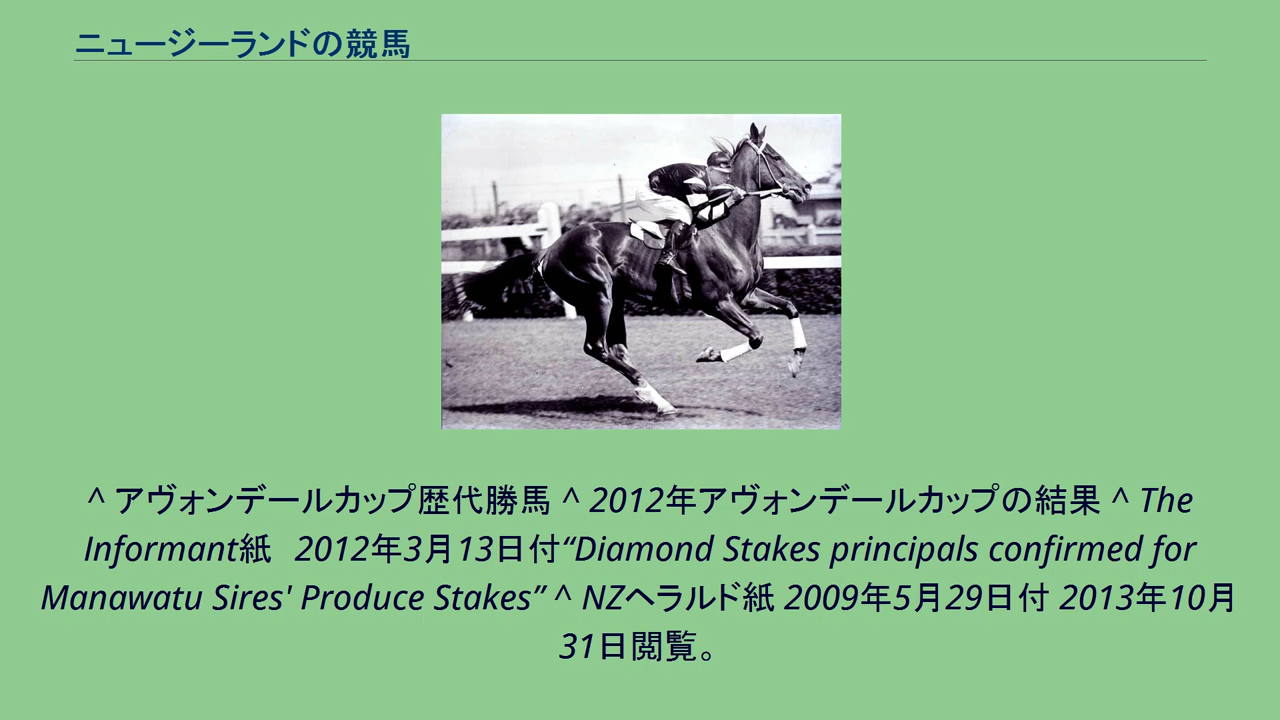 ニュージーランドの競馬
^ アヴォンデールカップ歴代勝馬 ^ 2012年アヴォンデールカップの結果 ^ The
Informant紙　2012年3月13日付“Diamond Stakes principals confirmed for
Manawatu Sires' Produce Stakes” ^ NZヘラルド紙 2009年5月29日付 2013年10月
31日閲覧。